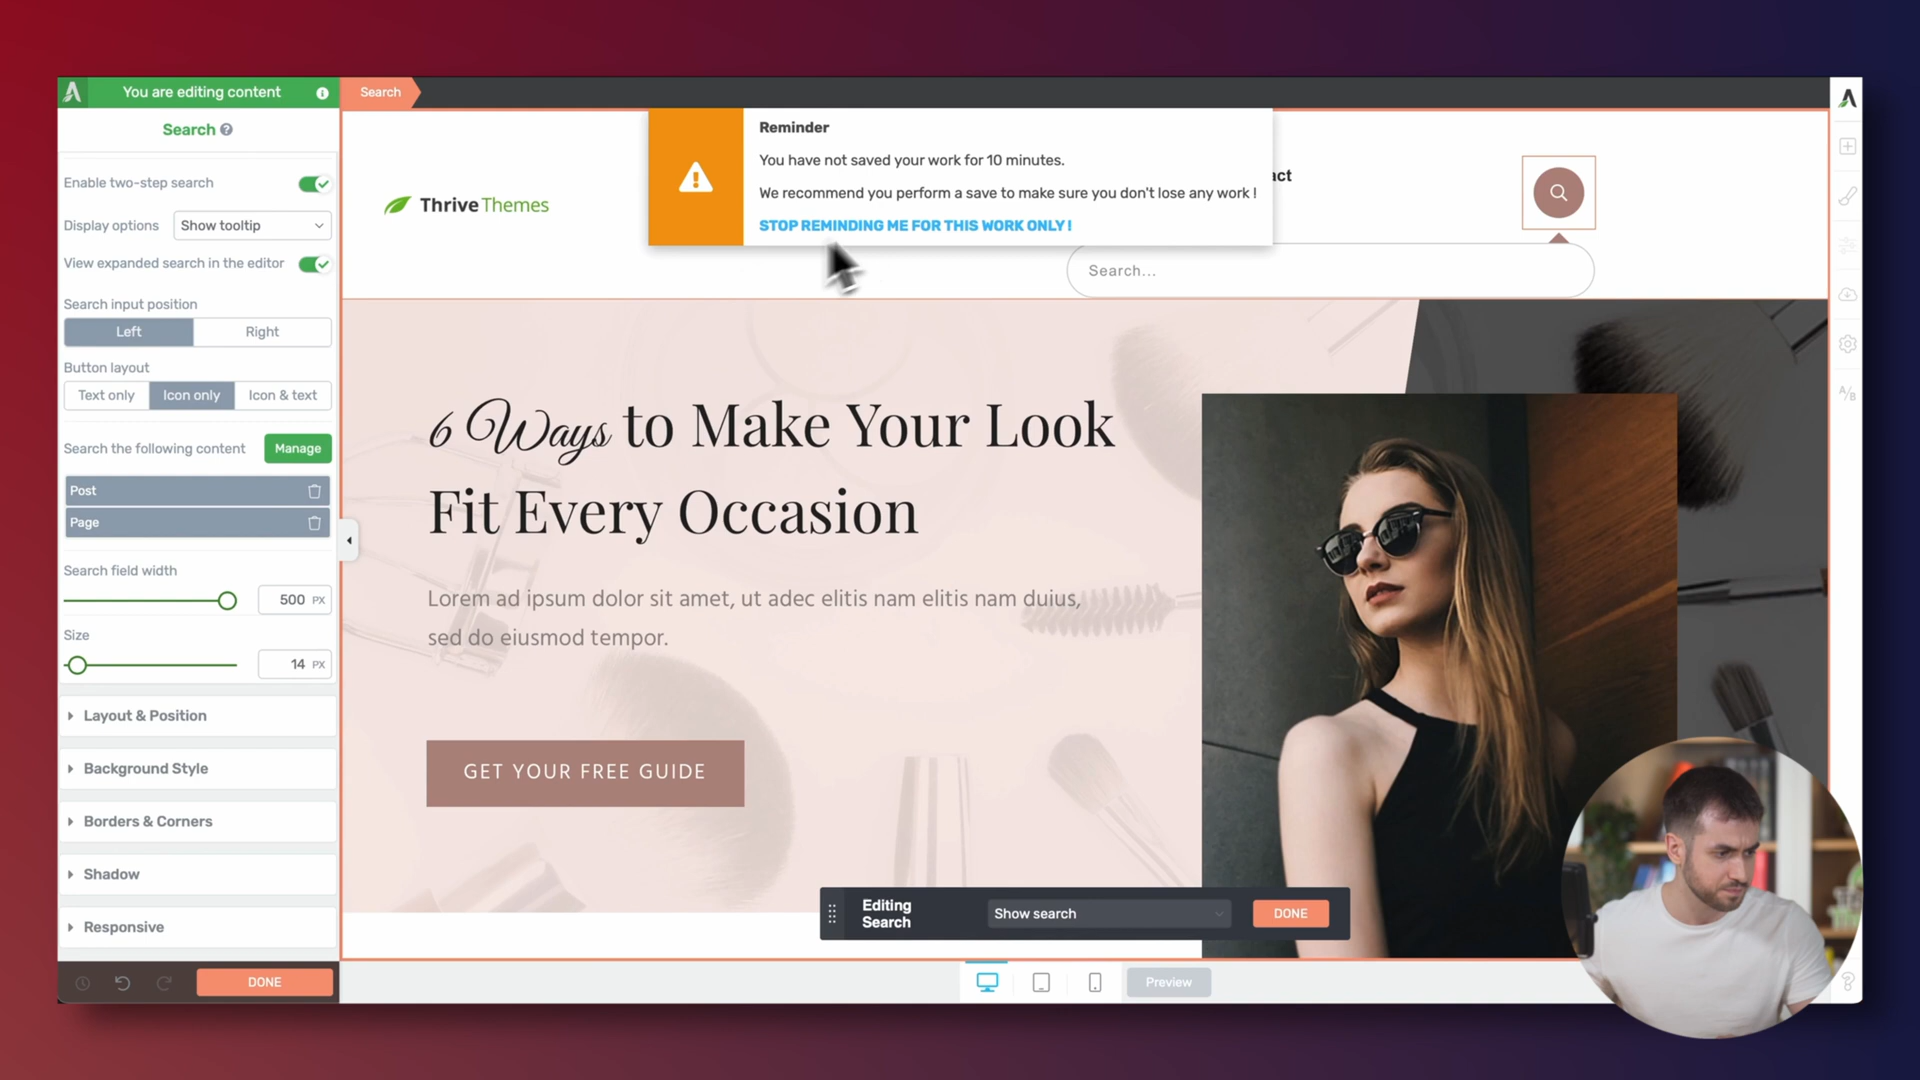 You are editing content
Search
Search
Enable two-step search
Display options
Show tooltip
View expanded search in the editor
Search input position
Left
Right
Button layout
Text only
Icon only
Icon & text
Search the following content
Manage
Post
Page
Search field width
500 PX
Size
14 PX
Layout & Position
Background Style
Borders & Corners
Shadow
Responsive
DONE
Thrive Themes
Reminder
You have not saved your work for 10 minutes.
We recommend you perform a save to make sure you don't lose any work !
STOP REMINDING ME FOR THIS WORK ONLY !
act
Search...
6 Ways to Make Your Look
Fit Every Occasion
Lorem ad ipsum dolor sit amet, ut adec elitis nam elitis nam duius,
sed do eiusmod tempor.
GET YOUR FREE GUIDE
Editing
Search
Show search
DONE
Preview
A/B